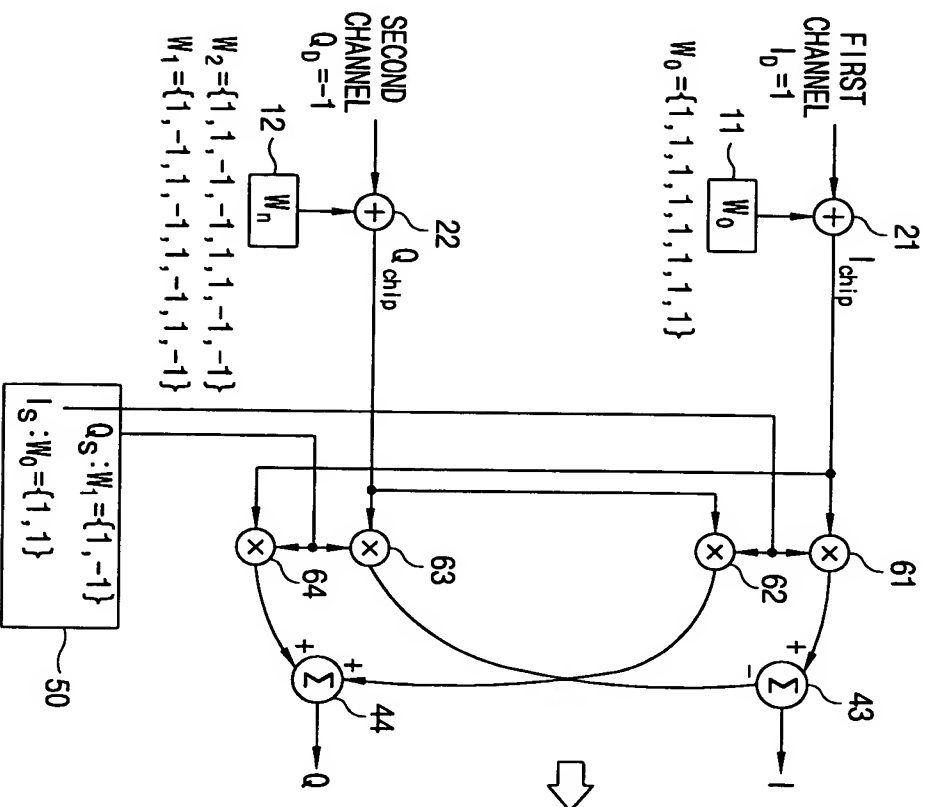 FIRST
CHANNEL
I_D=1
21
I_chip
+
11
W_0
W_0={1,1,1,1,1,1,1,1}
SECOND
CHANNEL
Q_D=-1
22
Q_chip
+
12
W_n
W_2={1,1,-1,-1,1,1,-1,-1}
W_1={1,-1,1,-1,1,-1,1,-1}
61
×
62
×
63
×
64
×
+
-
Σ
43
I
+
+
Σ
44
Q
Q_S:W_1={1,-1}
I_S:W_0={1,1}
50